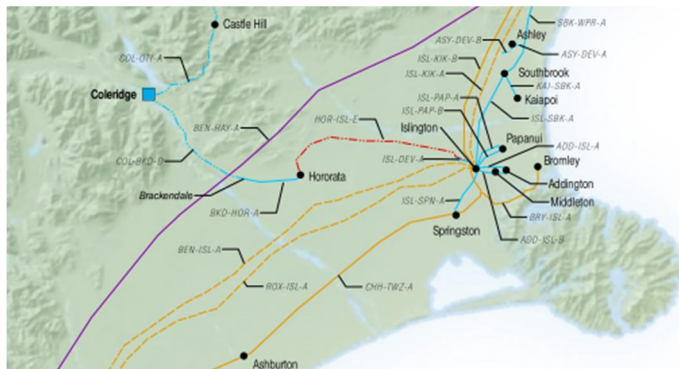 SBK-WPR-A
Castle Hill
Ashley
ASY-DEV-B
ASY-DEV-A
COL-OTI-A
ISL-KIK-B
ISL-KIK-A
Southbrook
KAI-SBK-A
Kaiapoi
Coleridge
ISL-PAP-A
ISL-PAP-B
ISL-SBK-A
HOR-ISL-E
BEN-HAY-A
Islington
Papanui
ADD-ISL-A
COL-BKD-D
ISL-DEV-A
Bromley
Hororata
Addington
Brackendale
Middleton
ISL-SPN-A
BKD-HOR-A
BRY-ISL-A
Springston
ADD-ISL-B
BEN-ISL-A
ROX-ISL-A
CHH-TWZ-A
Ashburton